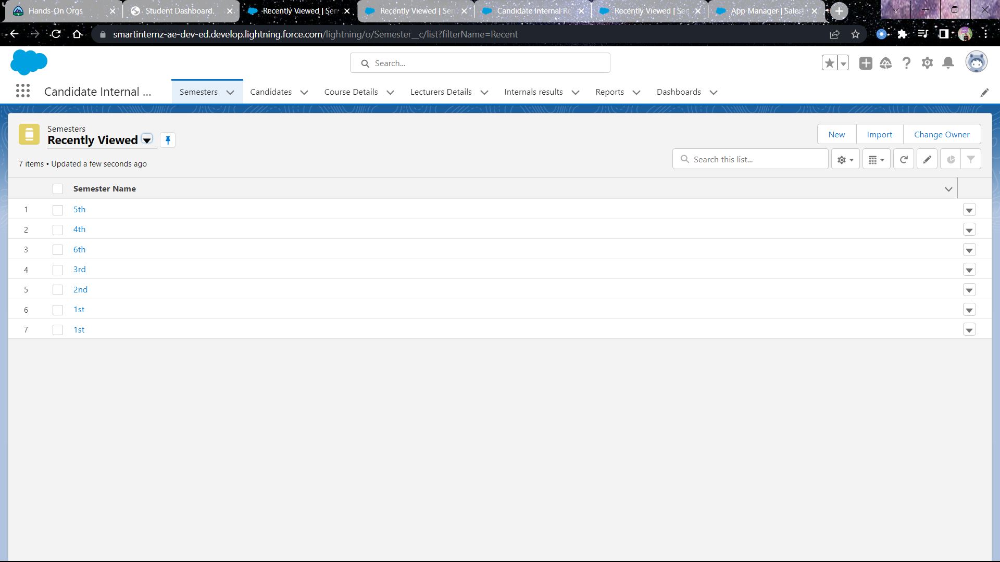 Hands-On Orgs
Student Dashboard.
Recently Viewed | Sem
Recently Viewed | Sem
Candidate Internal Re
Recently Viewed | Se
App Manager | Sales
smartinternz-ae-dev-ed.develop.lightning.force.com/lightning/o/Semester__c/list?filterName=Recent
Search...
Candidate Internal ...
Semesters
Candidates
Course Details
Lecturers Details
Internals results
Reports
Dashboards
Semesters
Recently Viewed
New
Import
Change Owner
7 items • Updated a few seconds ago
Search this list...
Semester Name
1 5th
2 4th
3 6th
4 3rd
5 2nd
6 1st
7 1st